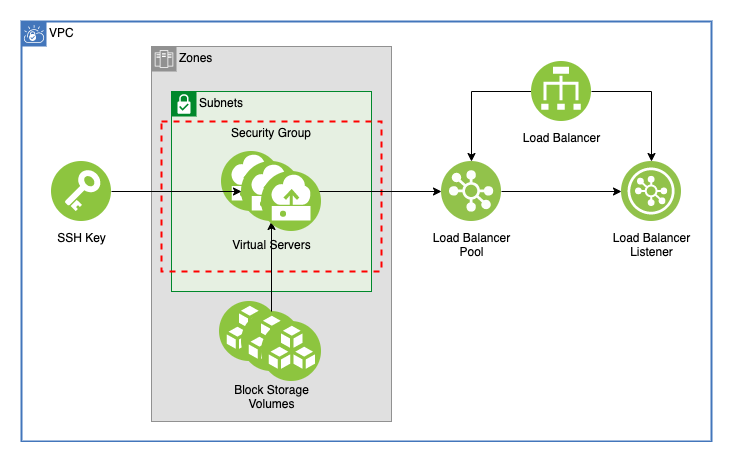 VPC
Zones
Subnets
Security Group
Load Balancer
SSH Key
Virtual Servers
Load Balancer
Pool
Load Balancer
Listener
Block Storage
Volumes